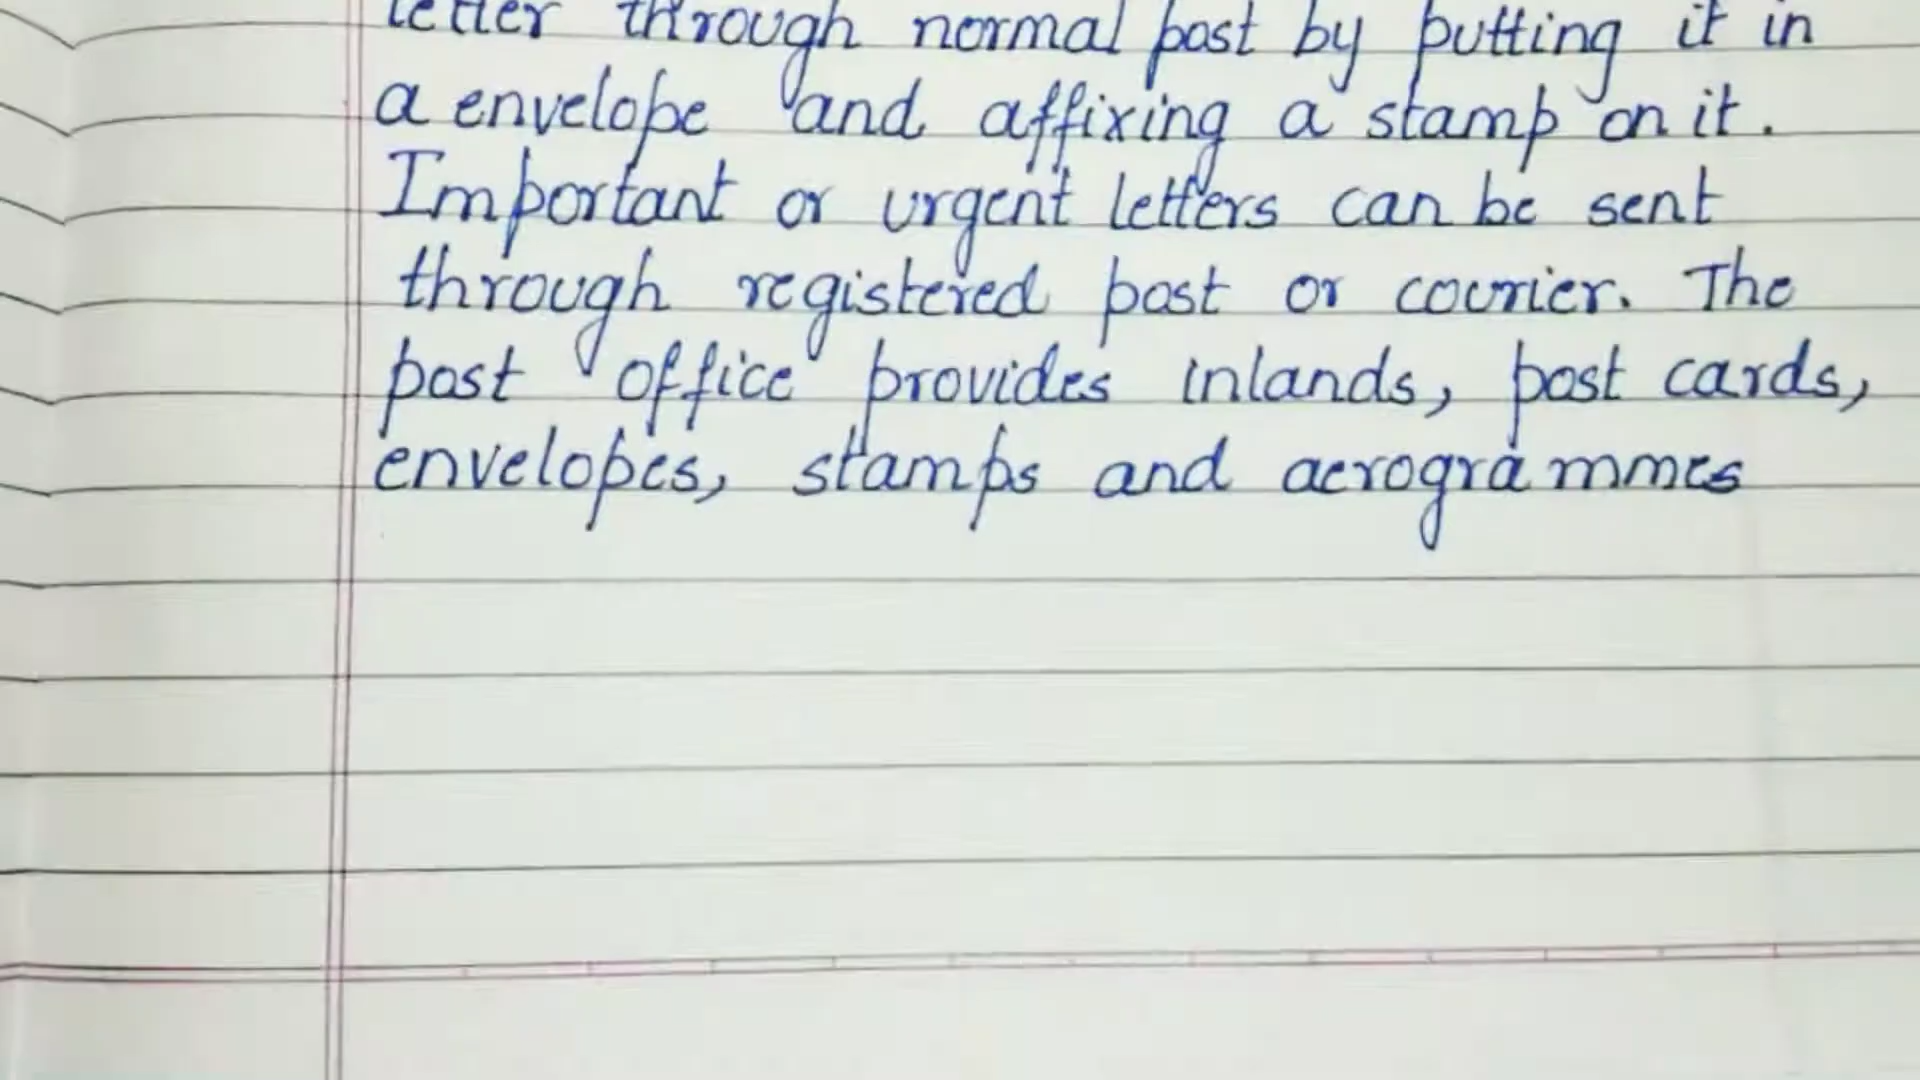 letter through normal post by putting it in
a envelope and affixing a stamp on it.
Important or urgent letters can be sent
through registered post or courier. The
post office provides inlands, post cards,
envelopes, stamps and aerogrammes